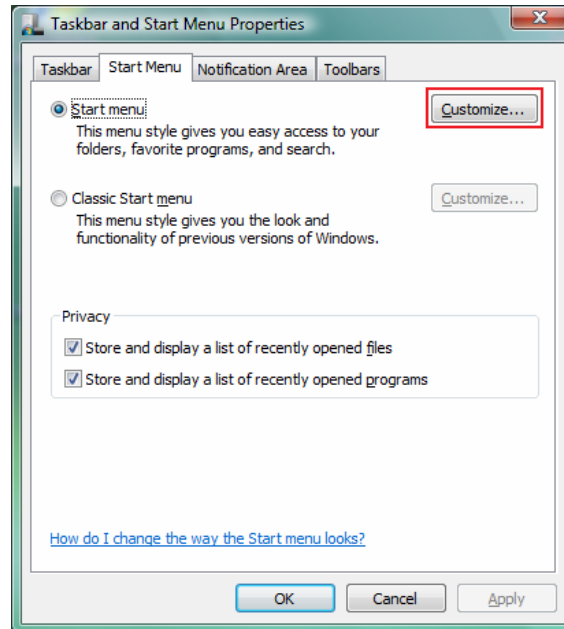 Taskbar and Start Menu Properties
Taskbar Start Menu Notification Area Toolbars
Start menu Customize...
This menu style gives you easy access to your
folders, favorite programs, and search.
Classic Start menu Customize...
This menu style gives you the look and
functionality of previous versions of Windows.
Privacy
Store and display a list of recently opened files
Store and display a list of recently opened programs
How do I change the way the Start menu looks?
OK Cancel Apply